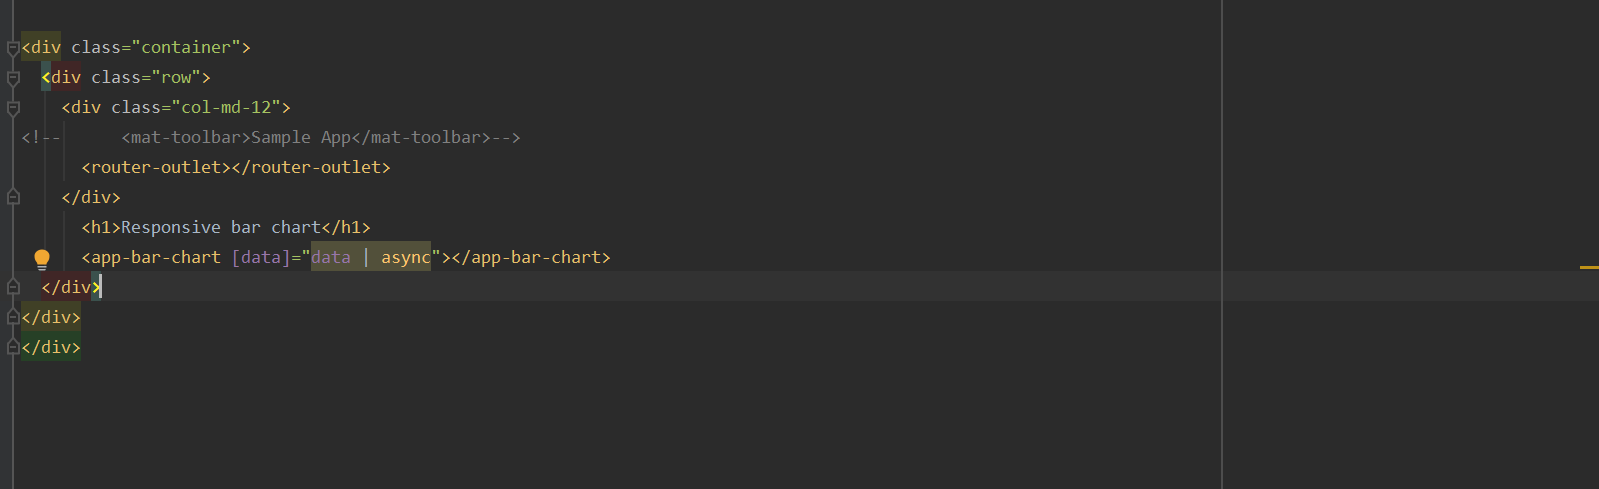 <div class="container">
  <div class="row">
    <div class="col-md-12">
<!--      <mat-toolbar>Sample App</mat-toolbar>-->
      <router-outlet></router-outlet>
    </div>
      <h1>Responsive bar chart</h1>
      <app-bar-chart [data]="data | async"></app-bar-chart>
  </div>
</div>
</div>